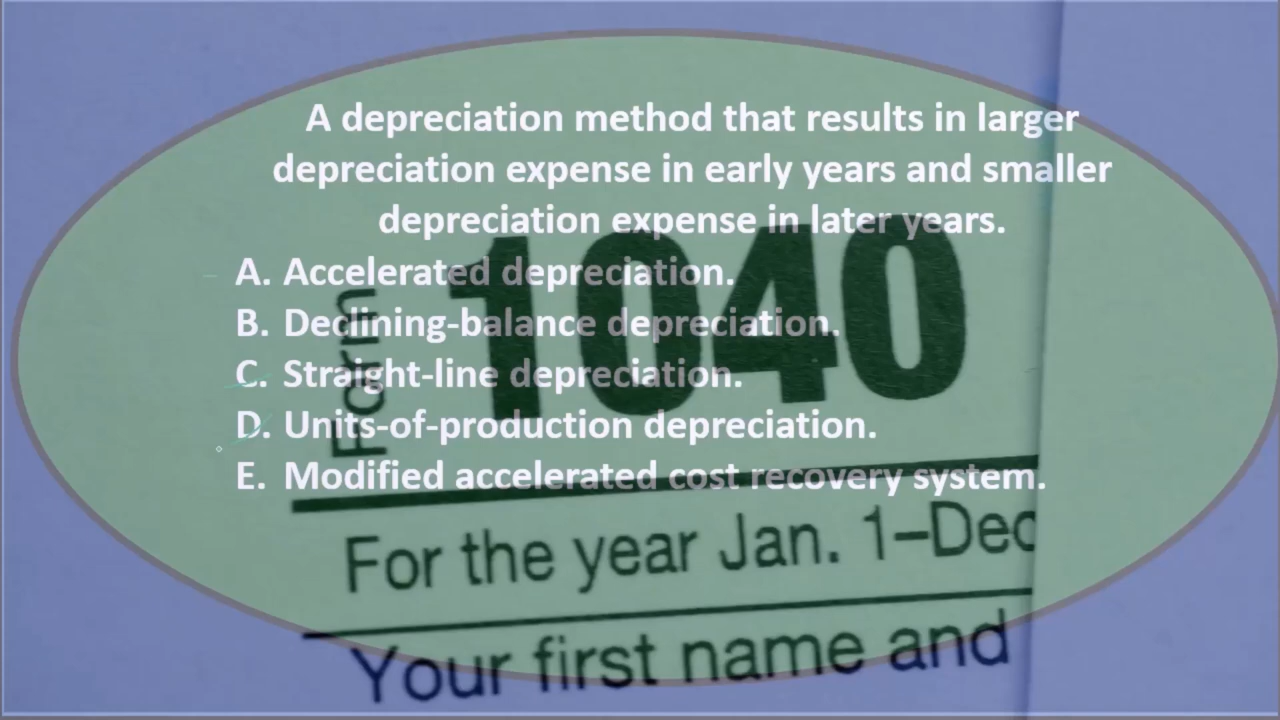 A depreciation method that results in larger
depreciation expense in early years and smaller
depreciation expense in later years.
A. Accelerated depreciation.
B. Declining-balance depreciation.
C. Straight-line depreciation.
D. Units-of-production depreciation.
E. Modified accelerated cost recovery system.
Form 1040
For the year Jan. 1–Dec
Your first name and